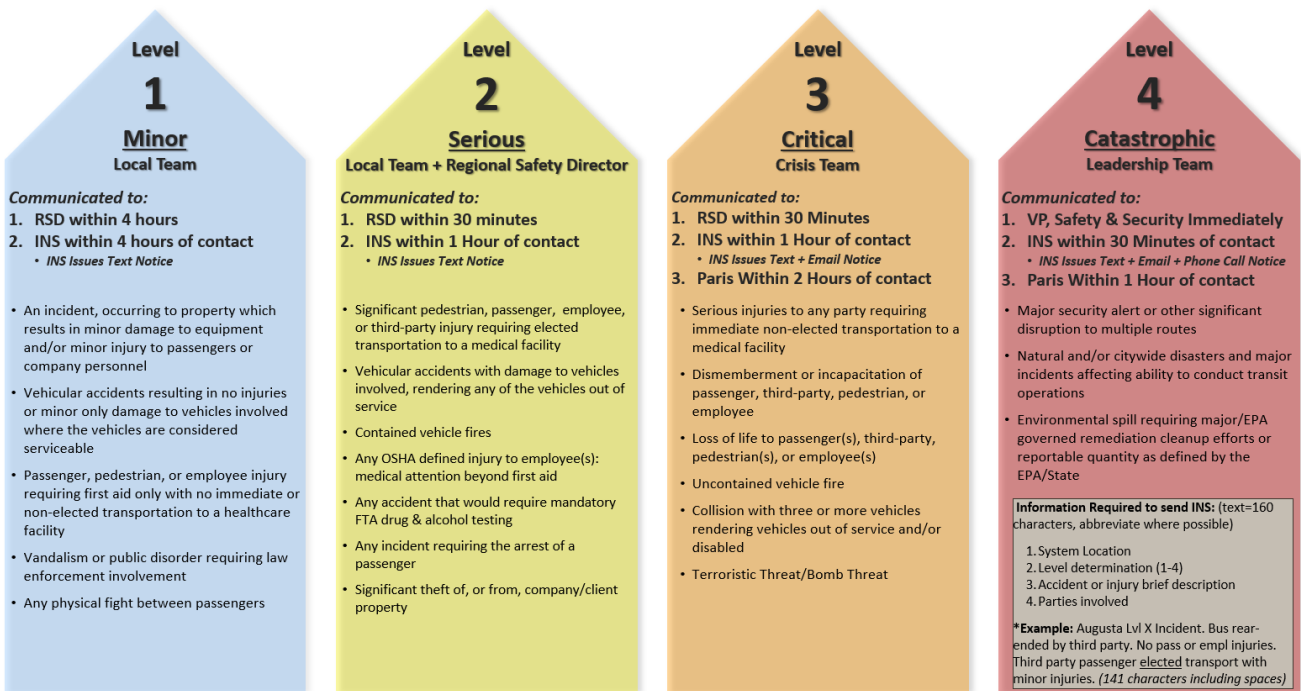 Level
1
Minor
Local Team
Communicated to:
1. RSD within 4 hours
2. INS within 4 hours of contact
• INS Issues Text Notice
• An incident, occurring to property which
results in minor damage to equipment
and/or minor injury to passengers or
company personnel
• Vehicular accidents resulting in no injuries
or minor only damage to vehicles involved
where the vehicles are considered
serviceable
• Passenger, pedestrian, or employee injury
requiring first aid only with no immediate or
non-elected transportation to a healthcare
facility
• Vandalism or public disorder requiring law
enforcement involvement
• Any physical fight between passengers
Level
2
Serious
Local Team + Regional Safety Director
Communicated to:
1. RSD within 30 minutes
2. INS within 1 Hour of contact
• INS Issues Text Notice
• Significant pedestrian, passenger, employee,
or third-party injury requiring elected
transportation to a medical facility
• Vehicular accidents with damage to vehicles
involved, rendering any of the vehicles out of
service
• Contained vehicle fires
• Any OSHA defined injury to employee(s):
medical attention beyond first aid
• Any accident that would require mandatory
FTA drug & alcohol testing
• Any incident requiring the arrest of a
passenger
• Significant theft of, or from, company/client
property
Level
3
Critical
Crisis Team
Communicated to:
1. RSD within 30 Minutes
2. INS within 1 Hour of contact
• INS Issues Text + Email Notice
3. Paris Within 2 Hours of contact
• Serious injuries to any party requiring
immediate non-elected transportation to a
medical facility
• Dismemberment or incapacitation of
passenger, third-party, pedestrian, or
employee
• Loss of life to passenger(s), third-party,
pedestrian(s), or employee(s)
• Uncontained vehicle fire
• Collision with three or more vehicles
rendering vehicles out of service and/or
disabled
• Terroristic Threat/Bomb Threat
Level
4
Catastrophic
Leadership Team
Communicated to:
1. VP, Safety & Security Immediately
2. INS within 30 Minutes of contact
• INS Issues Text + Email + Phone Call Notice
3. Paris Within 1 Hour of contact
• Major security alert or other significant
disruption to multiple routes
• Natural and/or citywide disasters and major
incidents affecting ability to conduct transit
operations
• Environmental spill requiring major/EPA
governed remediation cleanup efforts or
reportable quantity as defined by the
EPA/State
Information Required to send INS: (text=160
characters, abbreviate where possible)
1. System Location
2. Level determination (1-4)
3. Accident or injury brief description
4. Parties involved
*Example: Augusta Lvl X Incident. Bus rear-
ended by third party. No pass or empl injuries.
Third party passenger elected transport with
minor injuries. (141 characters including spaces)